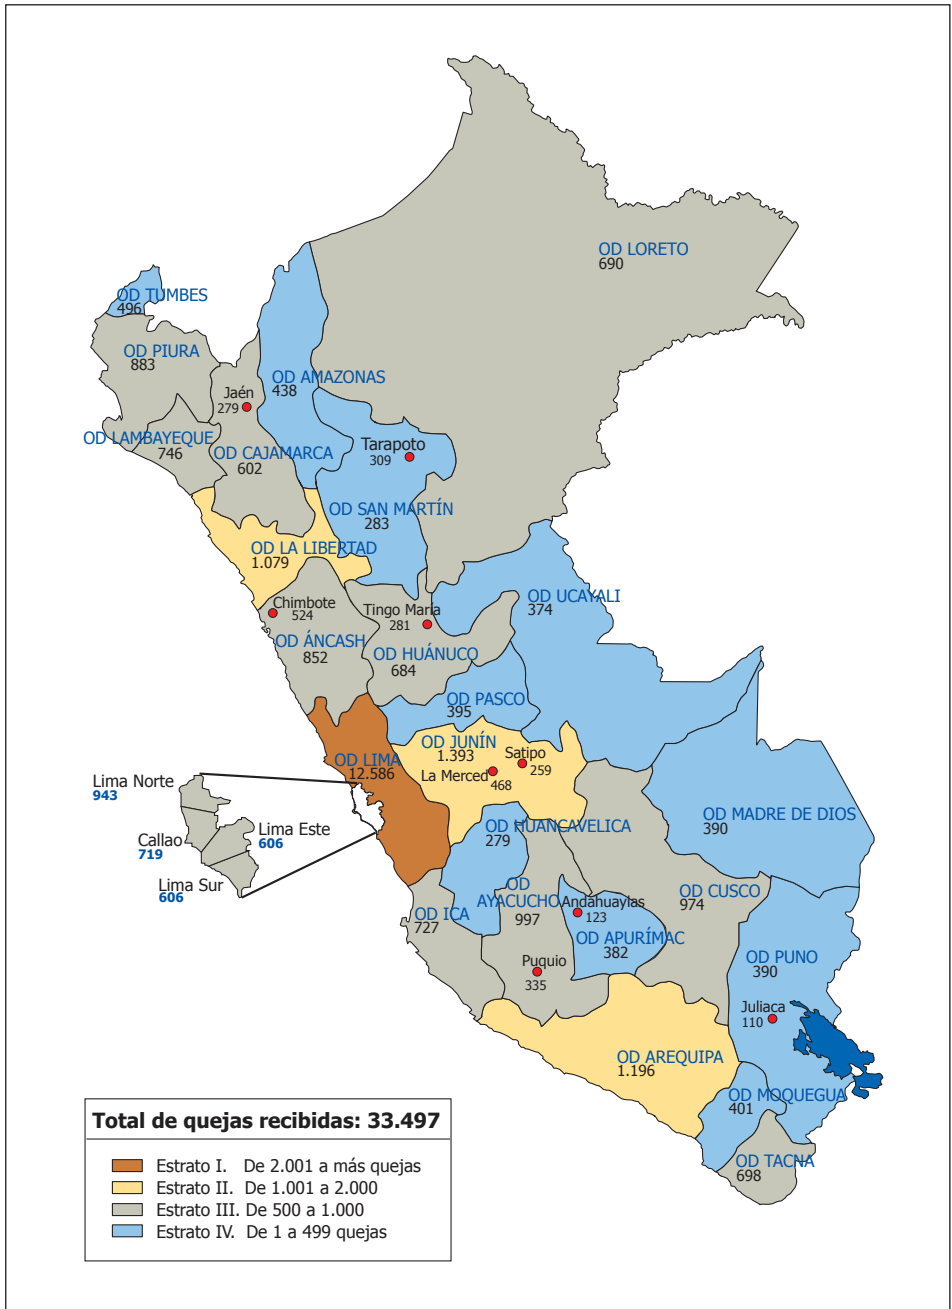 OD LORETO
690
OD TUMBES
496
OD PIURA
883
OD AMAZONAS
438
Jaén
279
OD LAMBAYEQUE
746
OD CAJAMARCA
602
Tarapoto
309
OD SAN MARTÍN
283
OD LA LIBERTAD
1.079
Chimbote
524
Tingo María
281
OD UCAYALI
374
OD ÁNCASH
852
OD HUÁNUCO
684
OD PASCO
395
OD LIMA
12.586
OD JUNÍN
1.393
Satipo
259
La Merced
468
Lima Norte
943
Callao
719
Lima Este
606
Lima Sur
606
OD MADRE DE DIOS
390
OD HUANCAVELICA
279
OD ICA
727
OD
AYACUCHO
997
Andahuaylas
123
OD APURÍMAC
382
OD CUSCO
974
Puquio
335
OD PUNO
390
Juliaca
110
OD AREQUIPA
1.196
OD MOQUEGUA
401
OD TACNA
698
Total de quejas recibidas: 33.497
Estrato I. De 2.001 a más quejas
Estrato II. De 1.001 a 2.000
Estrato III. De 500 a 1.000
Estrato IV. De 1 a 499 quejas